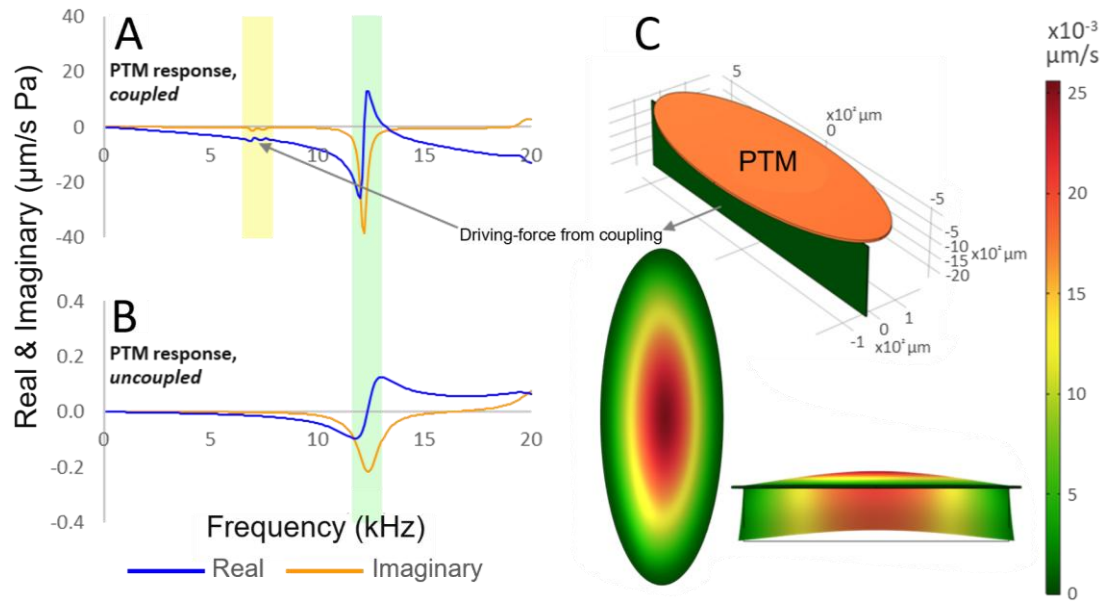 A
PTM response,
coupled
Real & Imaginary (μm/s Pa)
40
20
0
-20
-40
0
5
10
15
20
Driving-force from coupling
B
PTM response,
uncoupled
0.4
0.2
0.0
-0.2
-0.4
0
5
10
15
20
Frequency (kHz)
Real
Imaginary
C
5
x10² μm
0
-5
PTM
-5
-10
-15
-20
x10² μm
1
0
-1
x10² μm
x10⁻³
μm/s
25
20
15
10
5
0